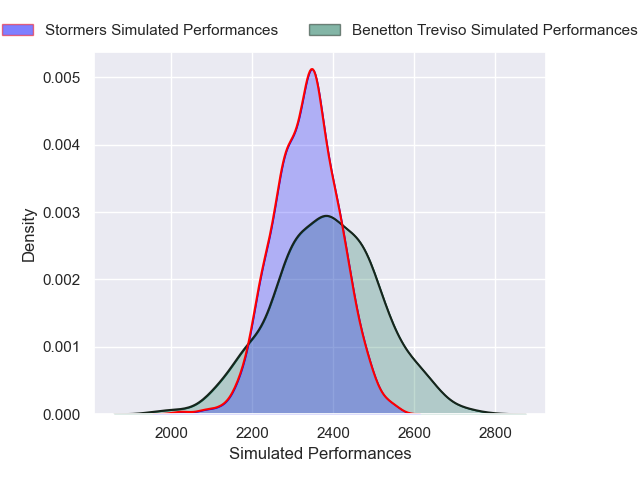 Stormers Simulated Performances
Benetton Treviso Simulated Performances
0.005
0.004
0.003
0.002
0.001
0.000
Density
2000 2200 2400 2600 2800
Simulated Performances